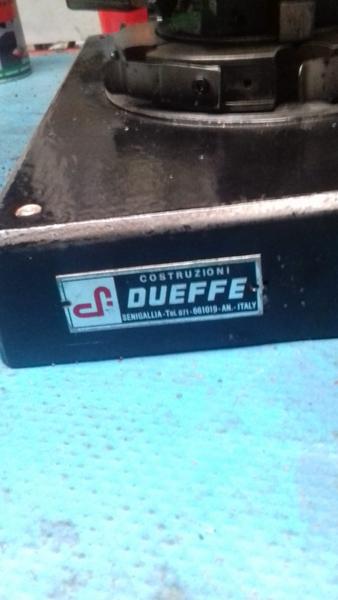 COSTRUZIONI
DUEFFE
SENIGALLIA-TEL. 071-661019-AN.-ITALY